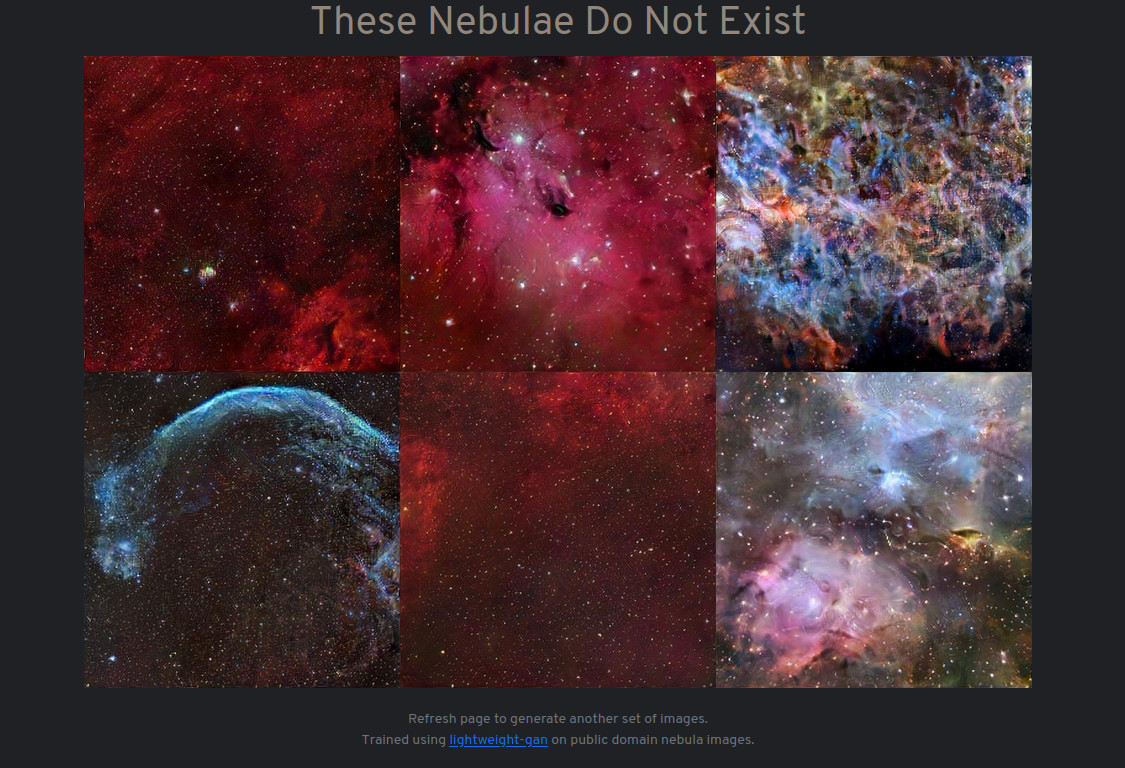 These Nebulae Do Not Exist
Refresh page to generate another set of images.
Trained using lightweight-gan on public domain nebula images.